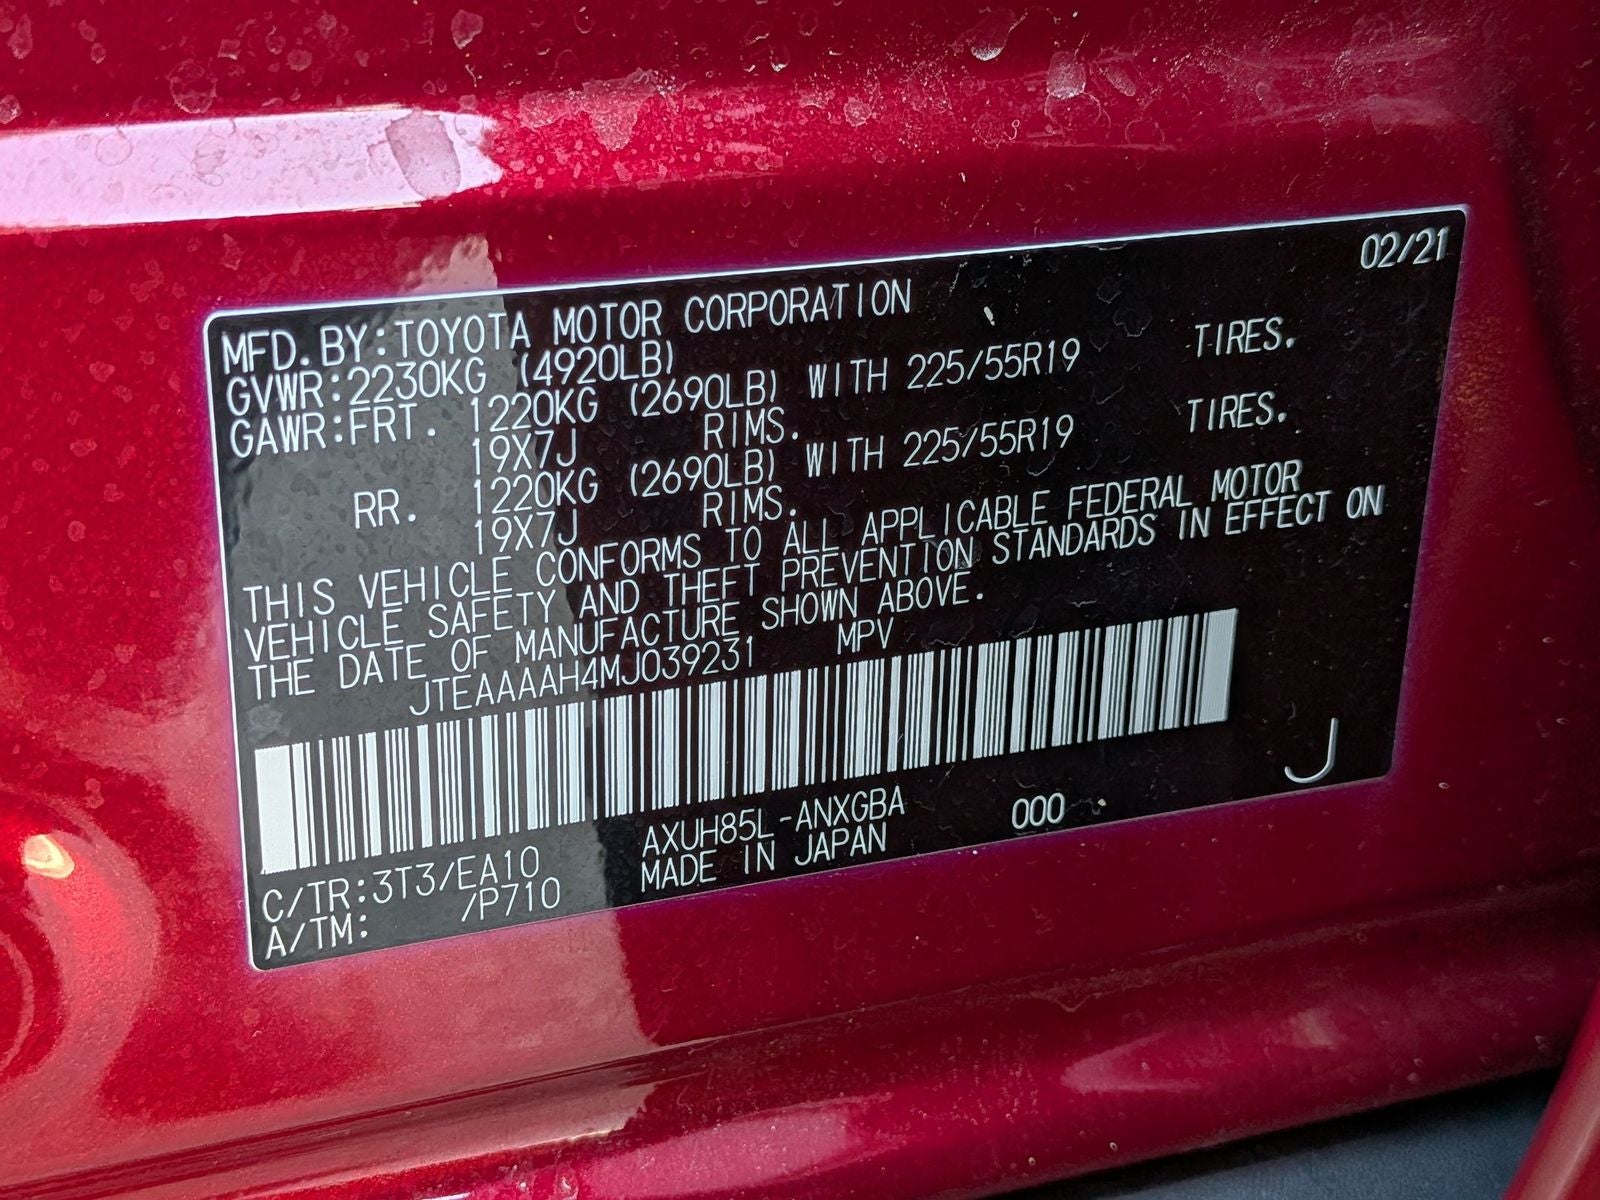 02/21
MFD.BY:TOYOTA MOTOR CORPORATION
GVWR:2230KG (4920LB)
GAWR:FRT. 1220KG (2690LB) WITH 225/55R19 TIRES.
19X7J RIMS.
RR. 1220KG (2690LB) WITH 225/55R19 TIRES.
19X7J RIMS.
THIS VEHICLE CONFORMS TO ALL APPLICABLE FEDERAL MOTOR
VEHICLE SAFETY AND THEFT PREVENTION STANDARDS IN EFFECT ON
THE DATE OF MANUFACTURE SHOWN ABOVE.
JTEAAAAH4MJ039231 MPV
J
C/TR:3T3/EA10 AXUH85L-ANXGBA 000
A/TM: /P710 MADE IN JAPAN